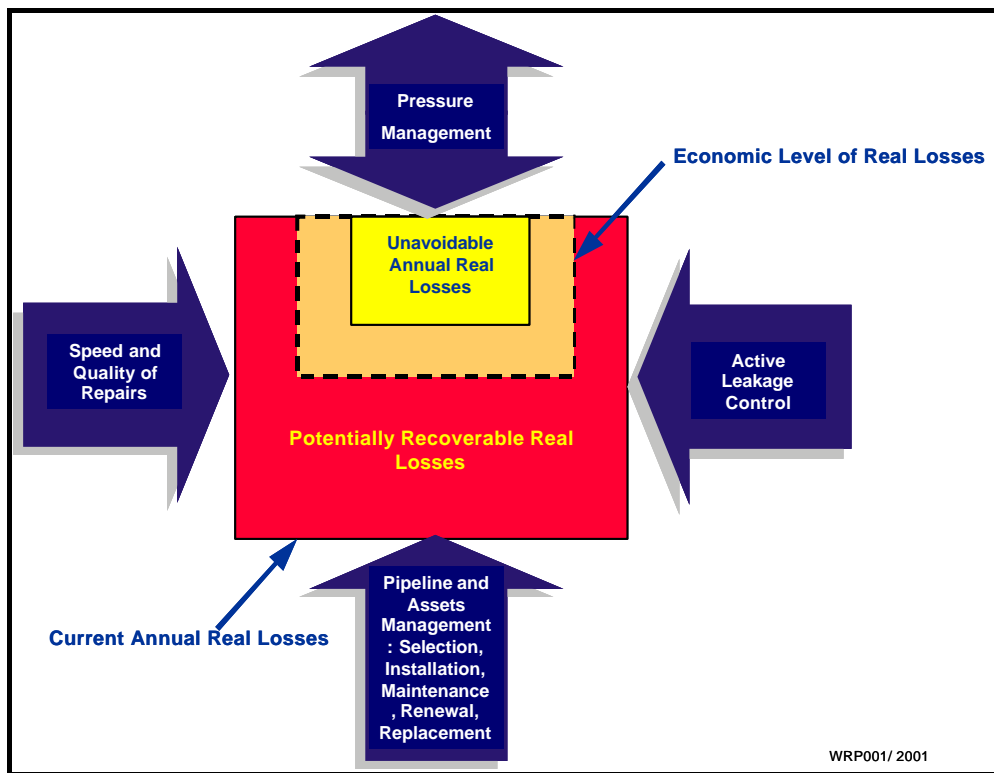 Pressure
Management
Economic Level of Real Losses
Unavoidable
Annual Real
Losses
Speed and
Quality of
Repairs
Active
Leakage
Control
Potentially Recoverable Real
Losses
Pipeline and
Assets
Management
: Selection,
Installation,
Maintenance
, Renewal,
Replacement
Current Annual Real Losses
WRP001/ 2001